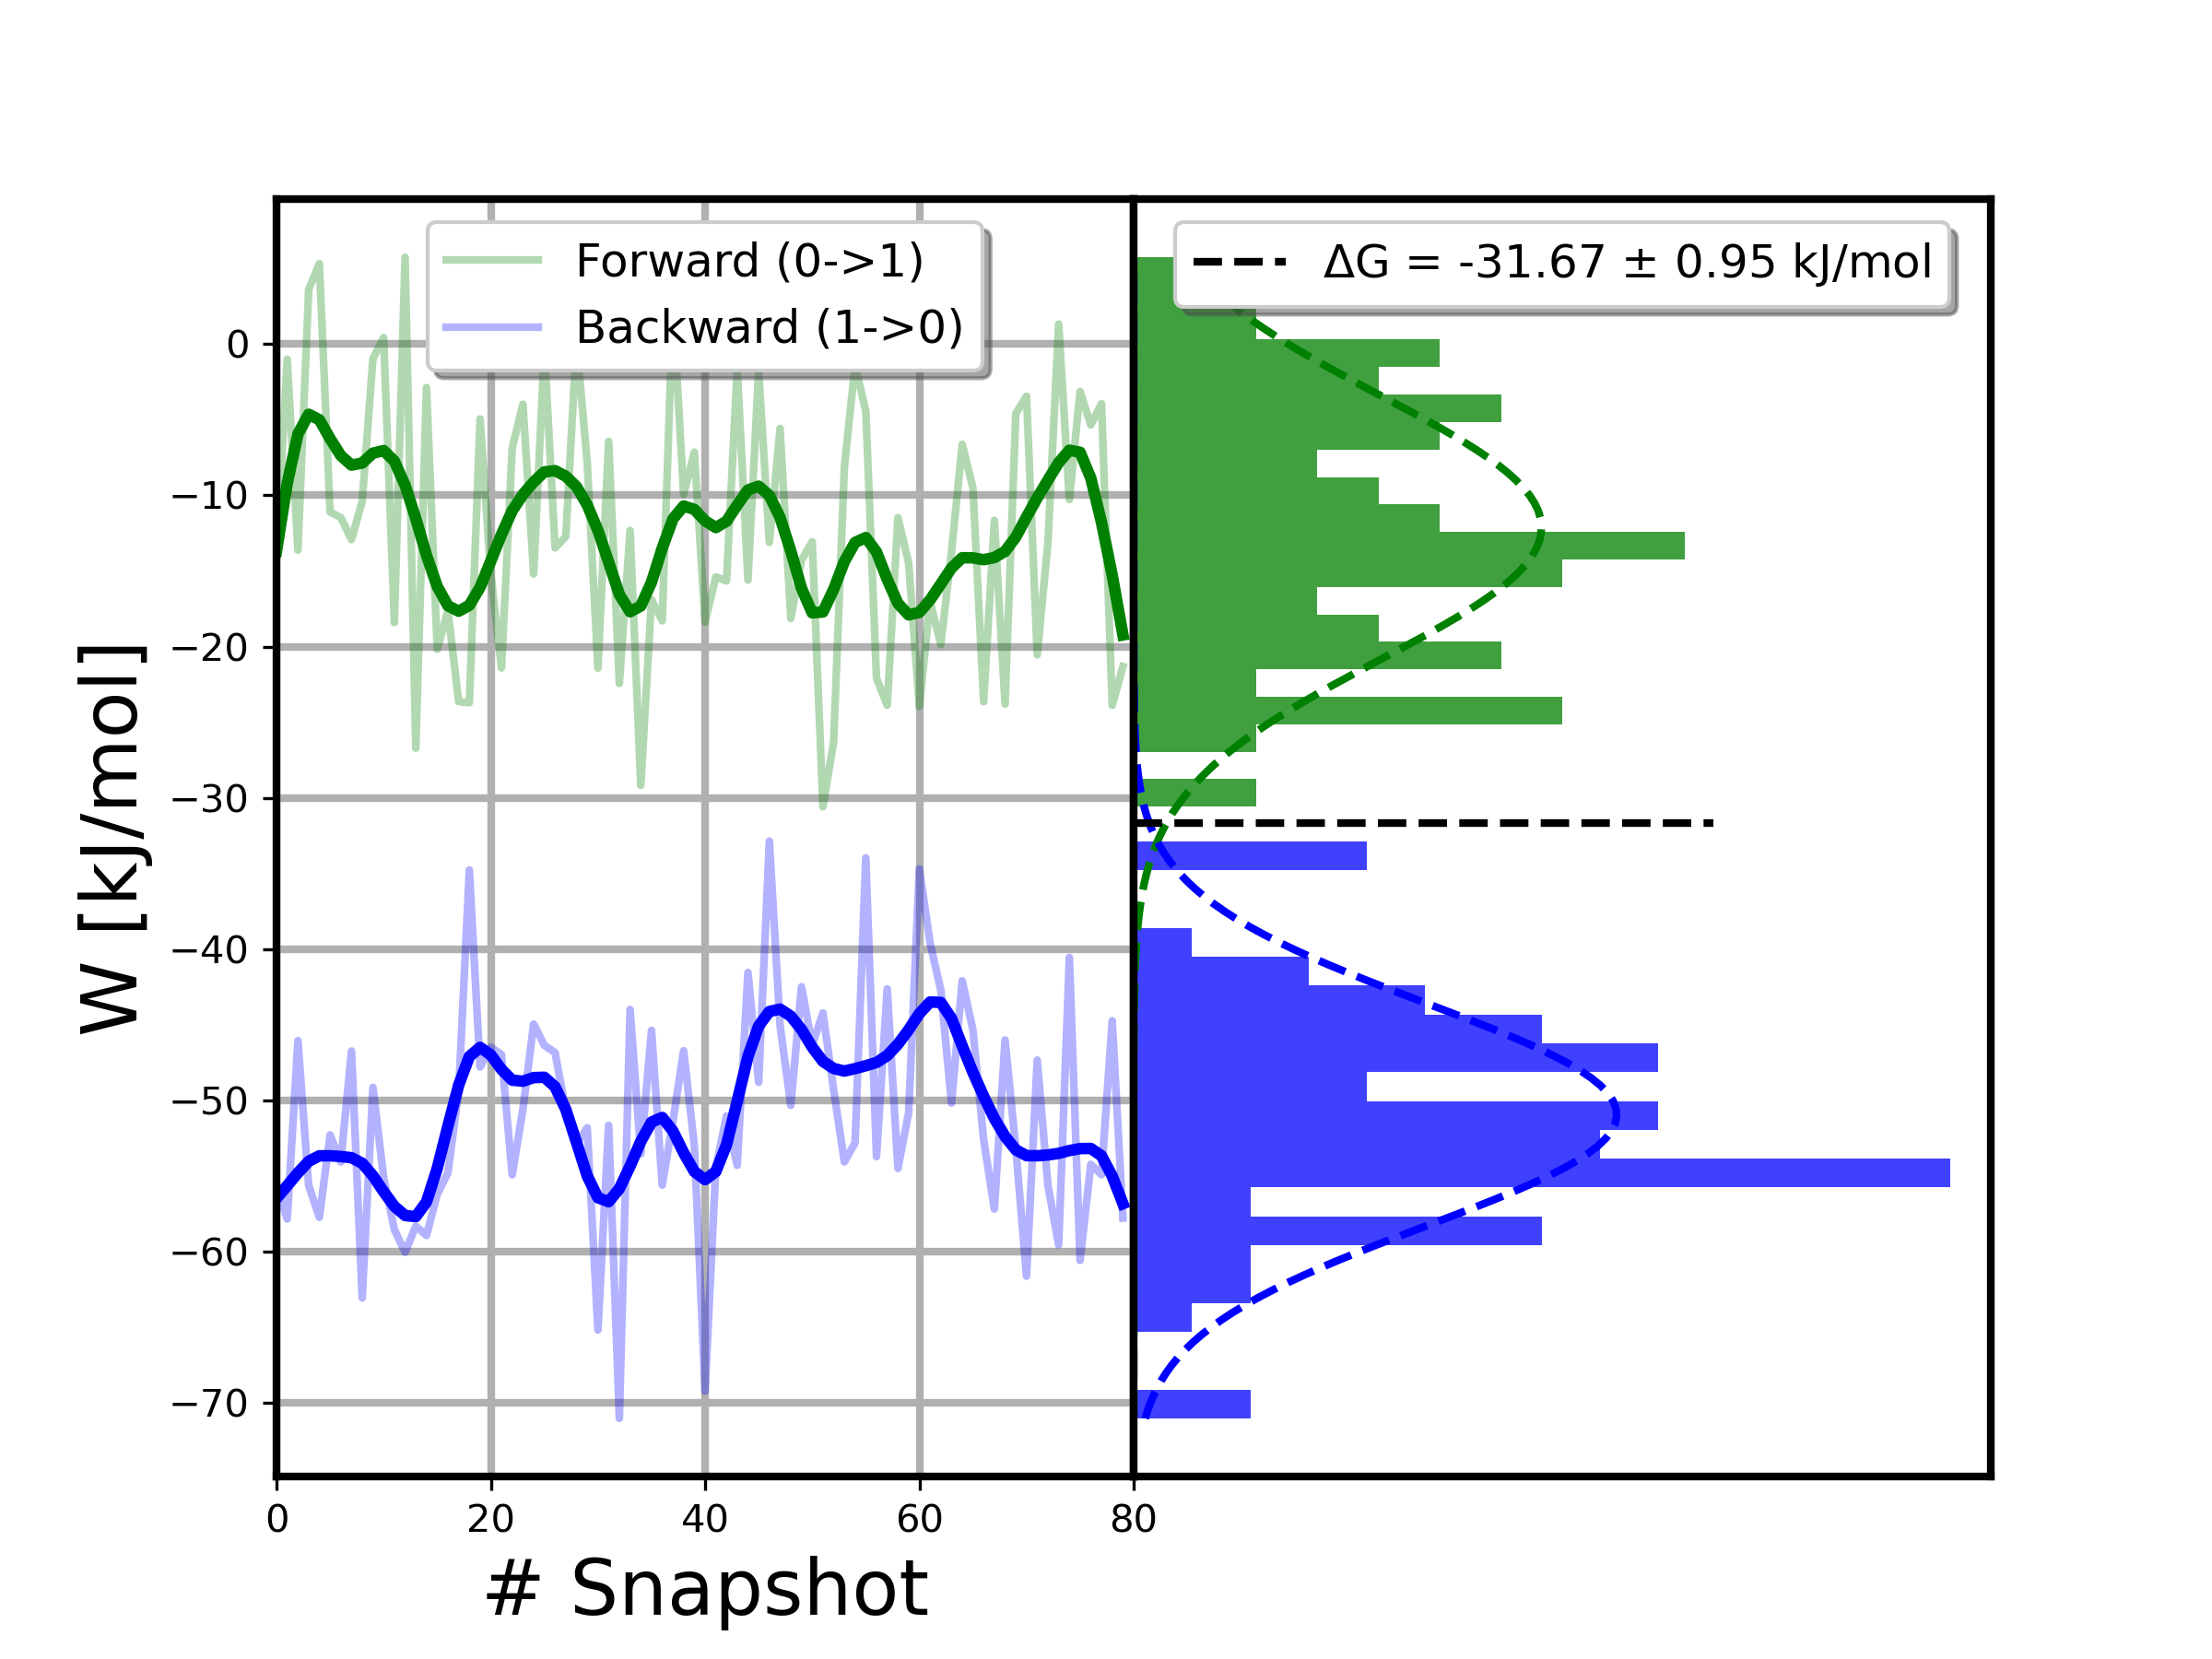 Forward (0->1)
Backward (1->0)
ΔG = -31.67 ± 0.95 kJ/mol
W [kJ/mol]
0
−10
−20
−30
−40
−50
−60
−70
0 20 40 60 80
# Snapshot